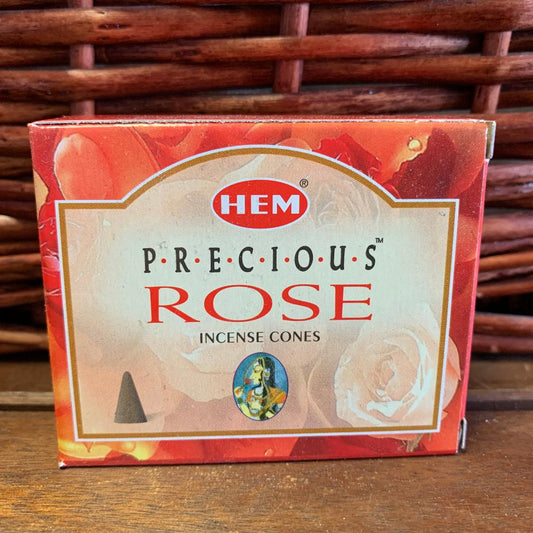 HEM®
P·R·E·C·I·O·U·S™
ROSE
INCENSE CONES